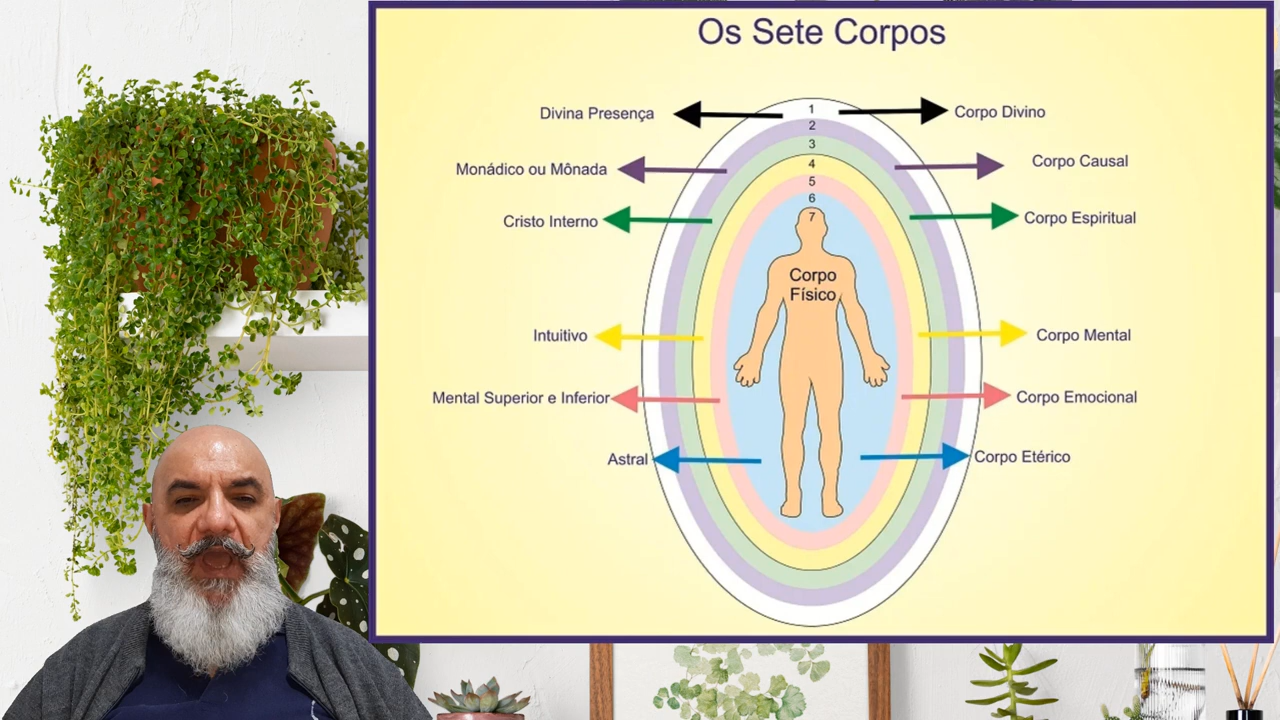 Os Sete Corpos
1
Divina Presença
Corpo Divino
2
3
Monádico ou Mônada
Corpo Causal
4
5
6
Cristo Interno
7
Corpo Espiritual
Corpo
Físico
Intuitivo
Corpo Mental
Mental Superior e Inferior
Corpo Emocional
Astral
Corpo Etérico